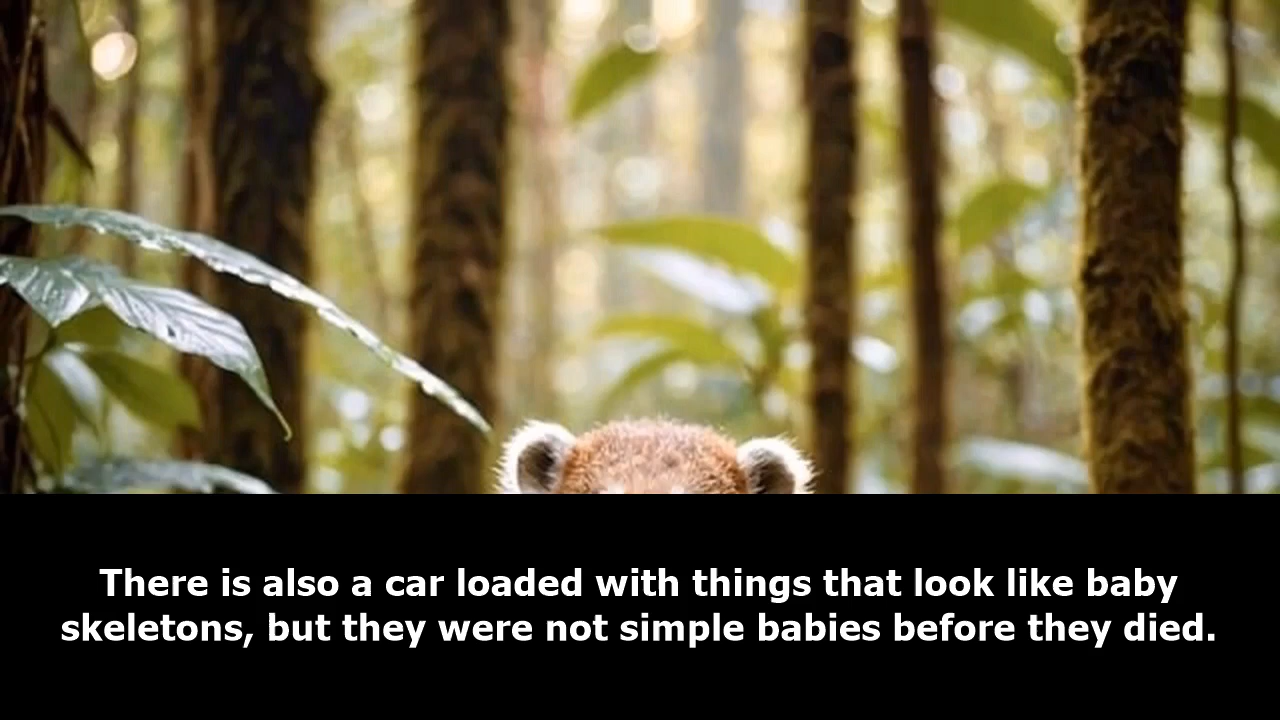 There is also a car loaded with things that look like baby
skeletons, but they were not simple babies before they died.